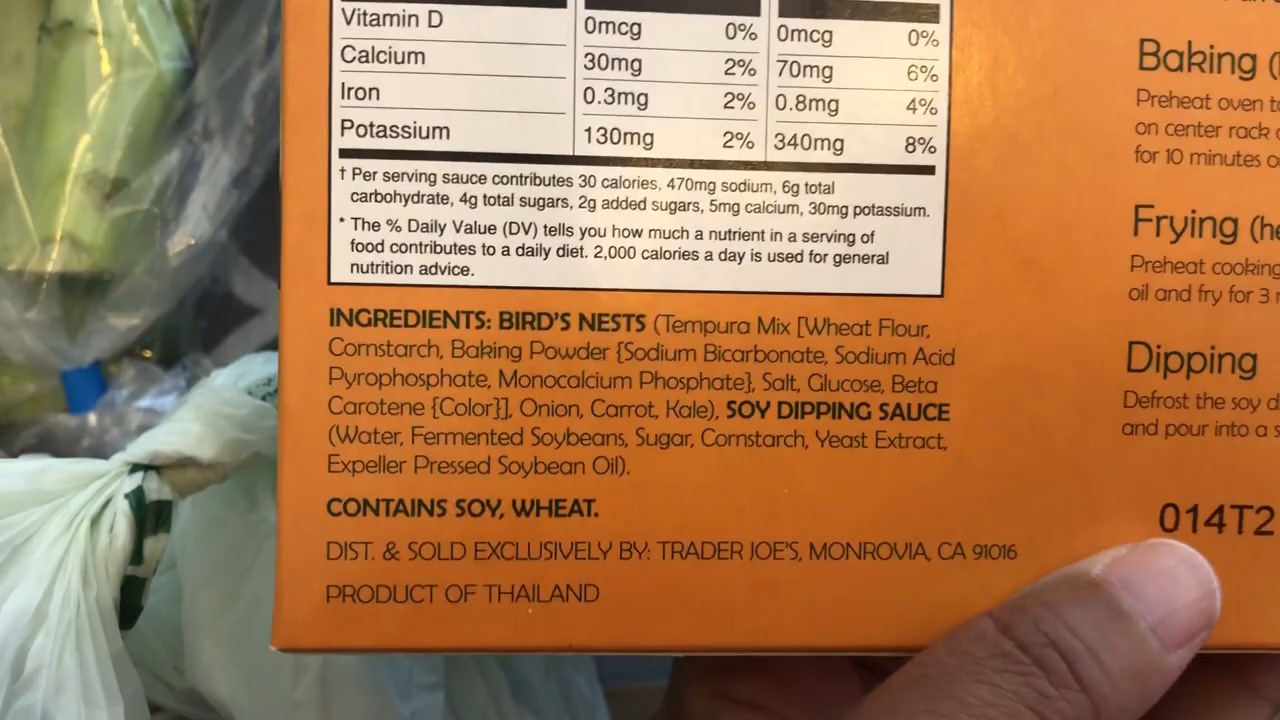 Vitamin D 0mcg 0% 0mcg 0%
Calcium 30mg 2% 70mg 6%
Iron 0.3mg 2% 0.8mg 4%
Potassium 130mg 2% 340mg 8%
† Per serving sauce contributes 30 calories, 470mg sodium, 6g total
carbohydrate, 4g total sugars, 2g added sugars, 5mg calcium, 30mg potassium.
* The % Daily Value (DV) tells you how much a nutrient in a serving of
food contributes to a daily diet. 2,000 calories a day is used for general
nutrition advice.
INGREDIENTS: BIRD'S NESTS (Tempura Mix [Wheat Flour,
Cornstarch, Baking Powder {Sodium Bicarbonate, Sodium Acid
Pyrophosphate, Monocalcium Phosphate}, Salt, Glucose, Beta
Carotene {Color}], Onion, Carrot, Kale), SOY DIPPING SAUCE
(Water, Fermented Soybeans, Sugar, Cornstarch, Yeast Extract,
Expeller Pressed Soybean Oil).
CONTAINS SOY, WHEAT.
DIST. & SOLD EXCLUSIVELY BY: TRADER JOE'S, MONROVIA, CA 91016
PRODUCT OF THAILAND
Baking (
Preheat oven
on center rack
for 10 minutes
Frying
Preheat cooking
oil and fry for 3
Dipping
Defrost the soy
and pour into a
014T2